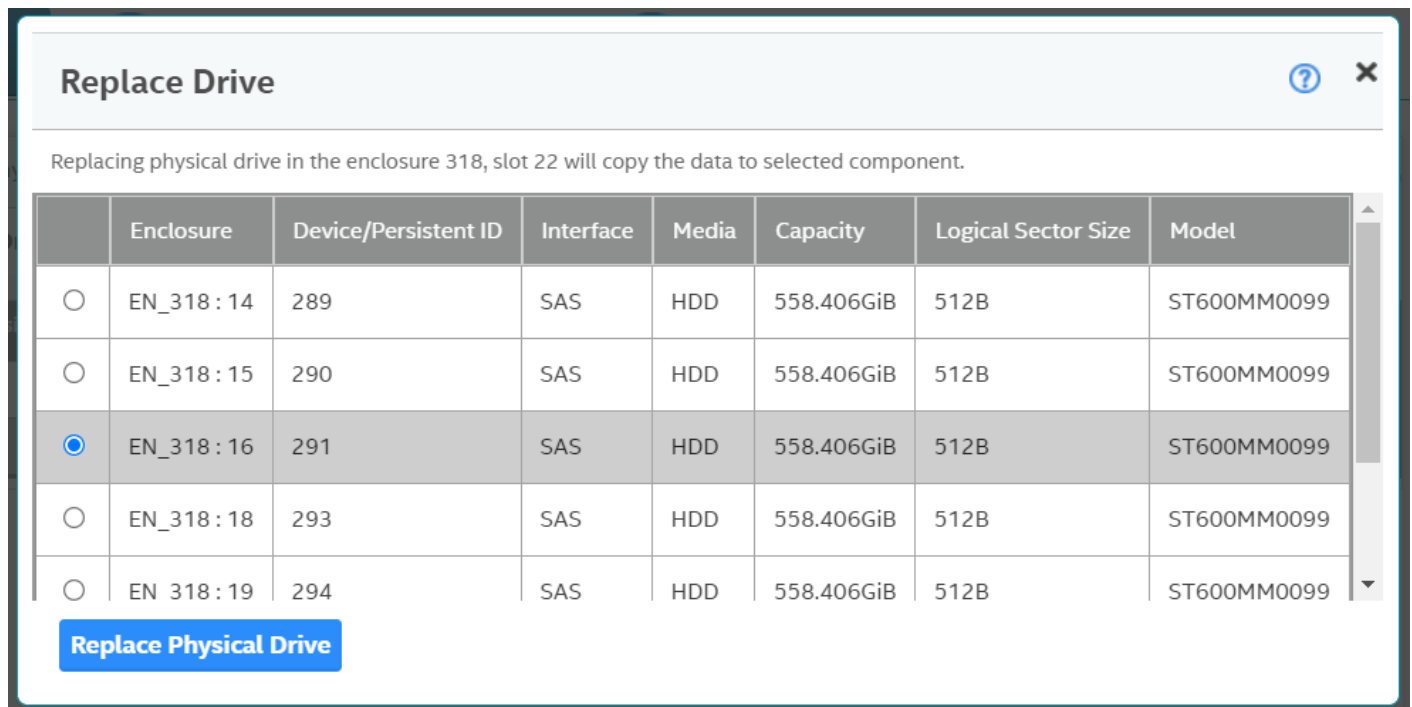 Replace Drive
Replacing physical drive in the enclosure 318, slot 22 will copy the data to selected component.
Enclosure Device/Persistent ID Interface Media Capacity Logical Sector Size Model
EN_318 : 14 289 SAS HDD 558.406GiB 512B ST600MM0099
EN_318 : 15 290 SAS HDD 558.406GiB 512B ST600MM0099
EN_318 : 16 291 SAS HDD 558.406GiB 512B ST600MM0099
EN_318 : 18 293 SAS HDD 558.406GiB 512B ST600MM0099
EN_318 : 19 294 SAS HDD 558.406GiB 512B ST600MM0099
Replace Physical Drive